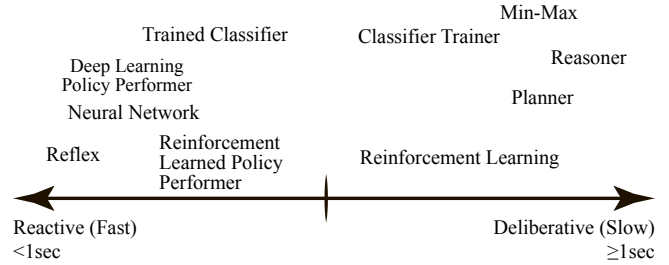 Min-Max
Trained Classifier
Classifier Trainer
Reasoner
Deep Learning
Policy Performer
Planner
Neural Network
Reflex
Reinforcement
Learned Policy
Performer
Reinforcement Learning
Reactive (Fast)
<1sec
Deliberative (Slow)
≥1sec